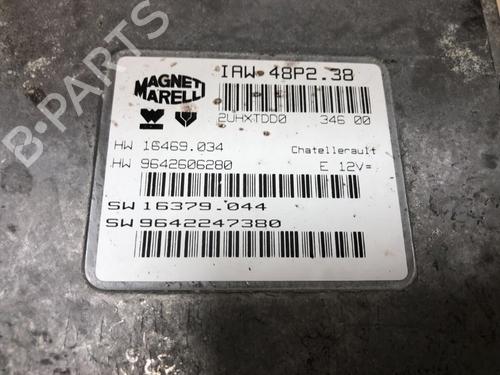 B-PARTS
MAGNETI
MARELLI
IAW 48P2.38
2UHXTDD0 346 00
HW 16469.034 Chatellerault
HW 9642606280 E 12V=
SW 16379.044
SW 9642247380